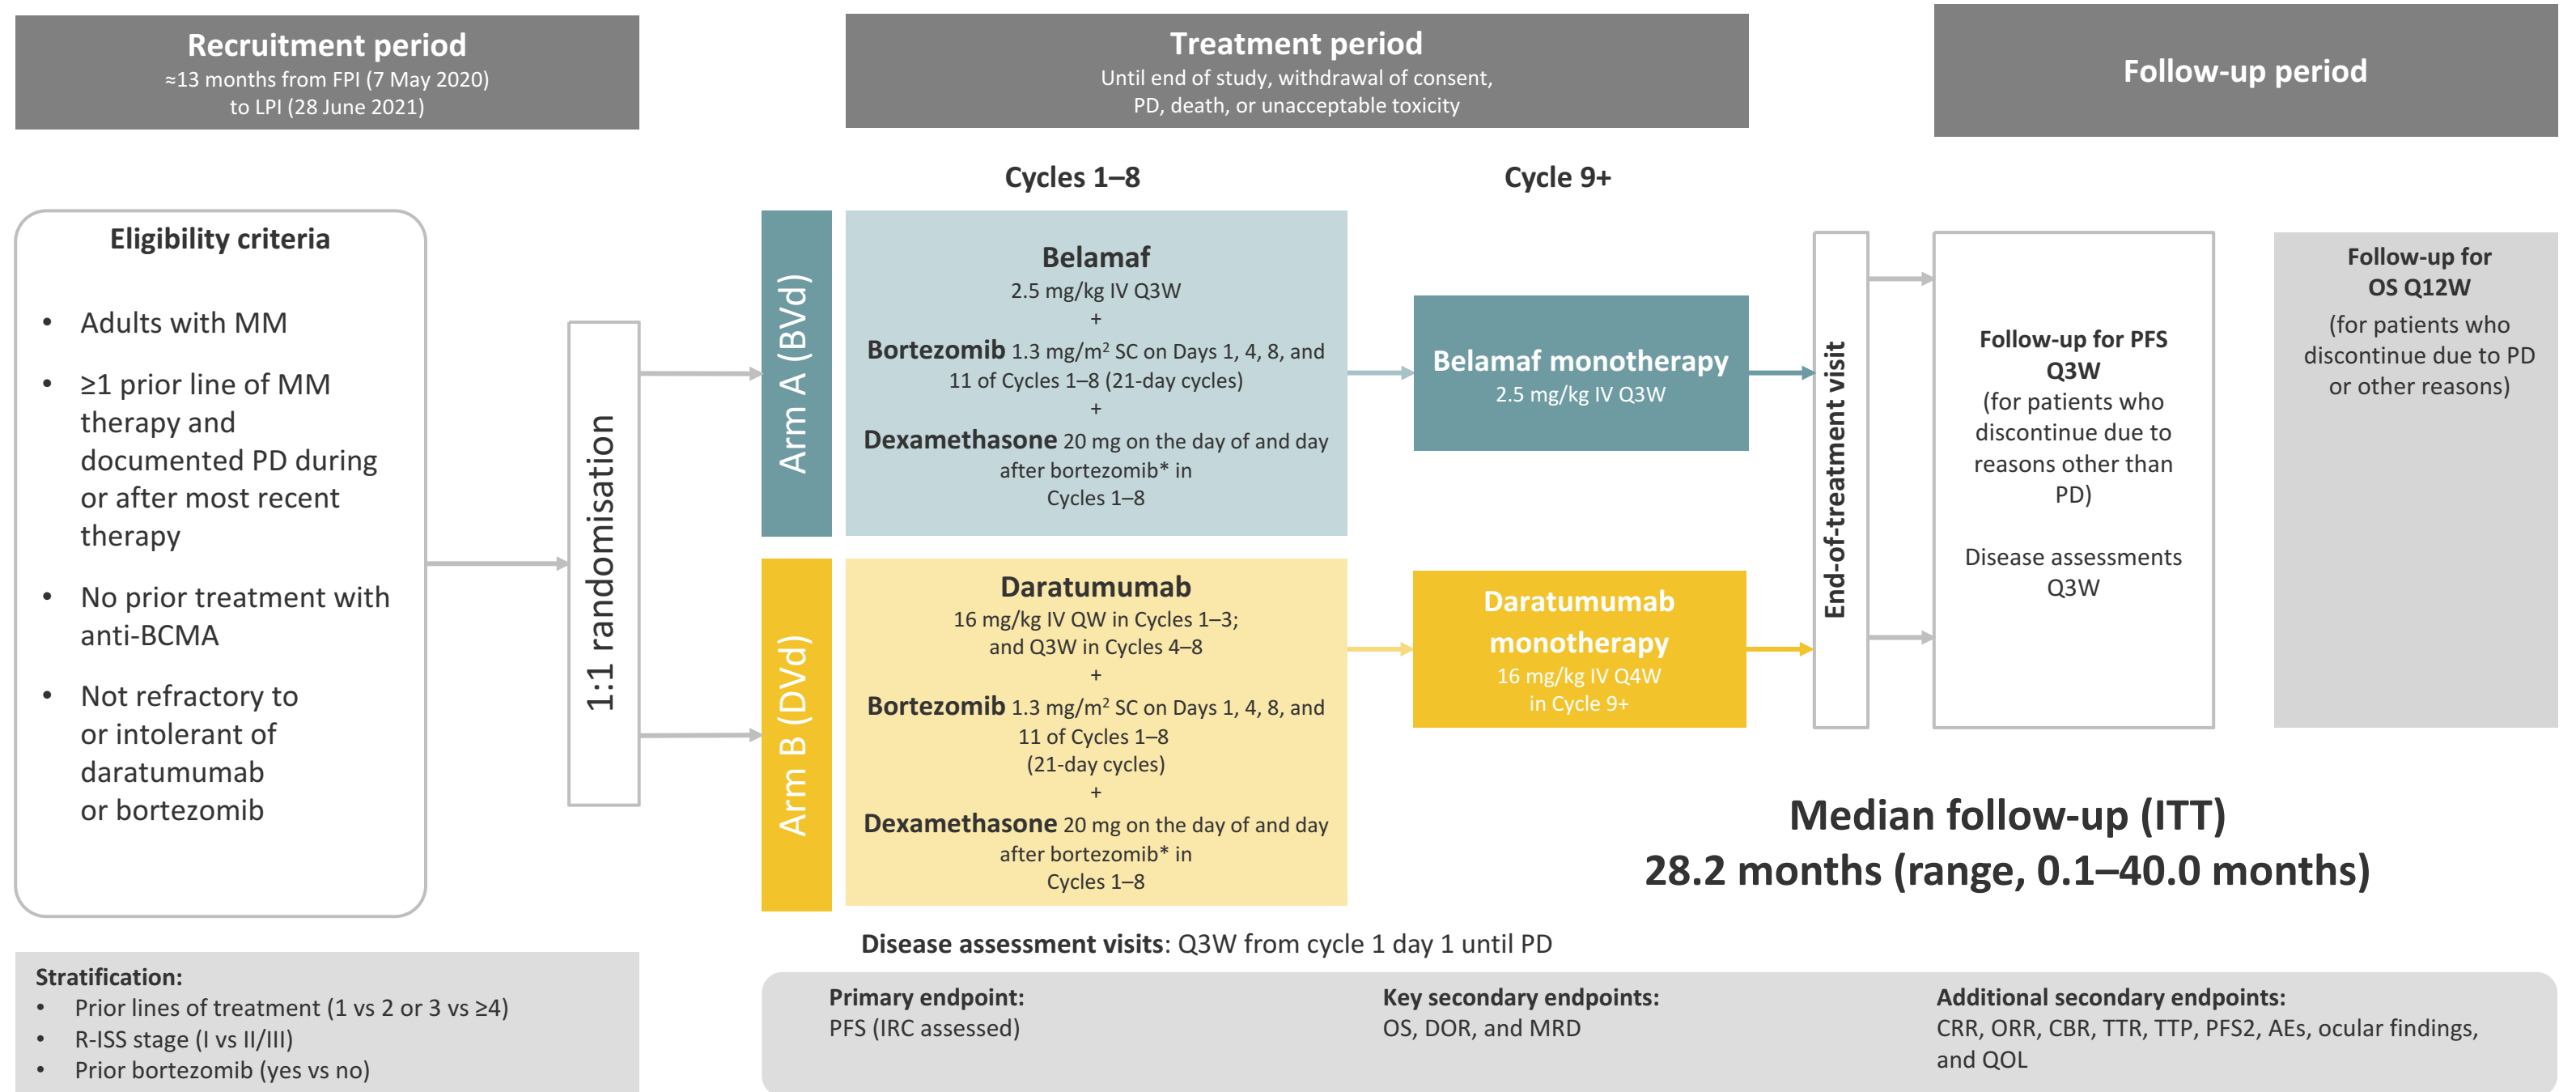 Recruitment period
≈13 months from FPI (7 May 2020)
to LPI (28 June 2021)
Treatment period
Until end of study, withdrawal of consent,
PD, death, or unacceptable toxicity
Follow-up period
Cycles 1–8
Cycle 9+
Eligibility criteria
• Adults with MM
• ≥1 prior line of MM
therapy and
documented PD during
or after most recent
therapy
• No prior treatment with
anti-BCMA
• Not refractory to
or intolerant of
daratumumab
or bortezomib
1:1 randomisation
Arm A (BVd)
Belamaf
2.5 mg/kg IV Q3W
+
Bortezomib 1.3 mg/m² SC on Days 1, 4, 8, and
11 of Cycles 1–8 (21-day cycles)
+
Dexamethasone 20 mg on the day of and day
after bortezomib* in
Cycles 1–8
Belamaf monotherapy
2.5 mg/kg IV Q3W
Arm B (DVd)
Daratumumab
16 mg/kg IV QW in Cycles 1–3;
and Q3W in Cycles 4–8
+
Bortezomib 1.3 mg/m² SC on Days 1, 4, 8, and
11 of Cycles 1–8
(21-day cycles)
+
Dexamethasone 20 mg on the day of and day
after bortezomib* in
Cycles 1–8
Daratumumab
monotherapy
16 mg/kg IV Q4W
in Cycle 9+
End-of-treatment visit
Follow-up for PFS
Q3W
(for patients who
discontinue due to
reasons other than
PD)
Disease assessments
Q3W
Follow-up for
OS Q12W
(for patients who
discontinue due to PD
or other reasons)
Median follow-up (ITT)
28.2 months (range, 0.1–40.0 months)
Disease assessment visits: Q3W from cycle 1 day 1 until PD
Stratification:
• Prior lines of treatment (1 vs 2 or 3 vs ≥4)
• R-ISS stage (I vs II/III)
• Prior bortezomib (yes vs no)
Primary endpoint:
PFS (IRC assessed)
Key secondary endpoints:
OS, DOR, and MRD
Additional secondary endpoints:
CRR, ORR, CBR, TTR, TTP, PFS2, AEs, ocular findings,
and QOL